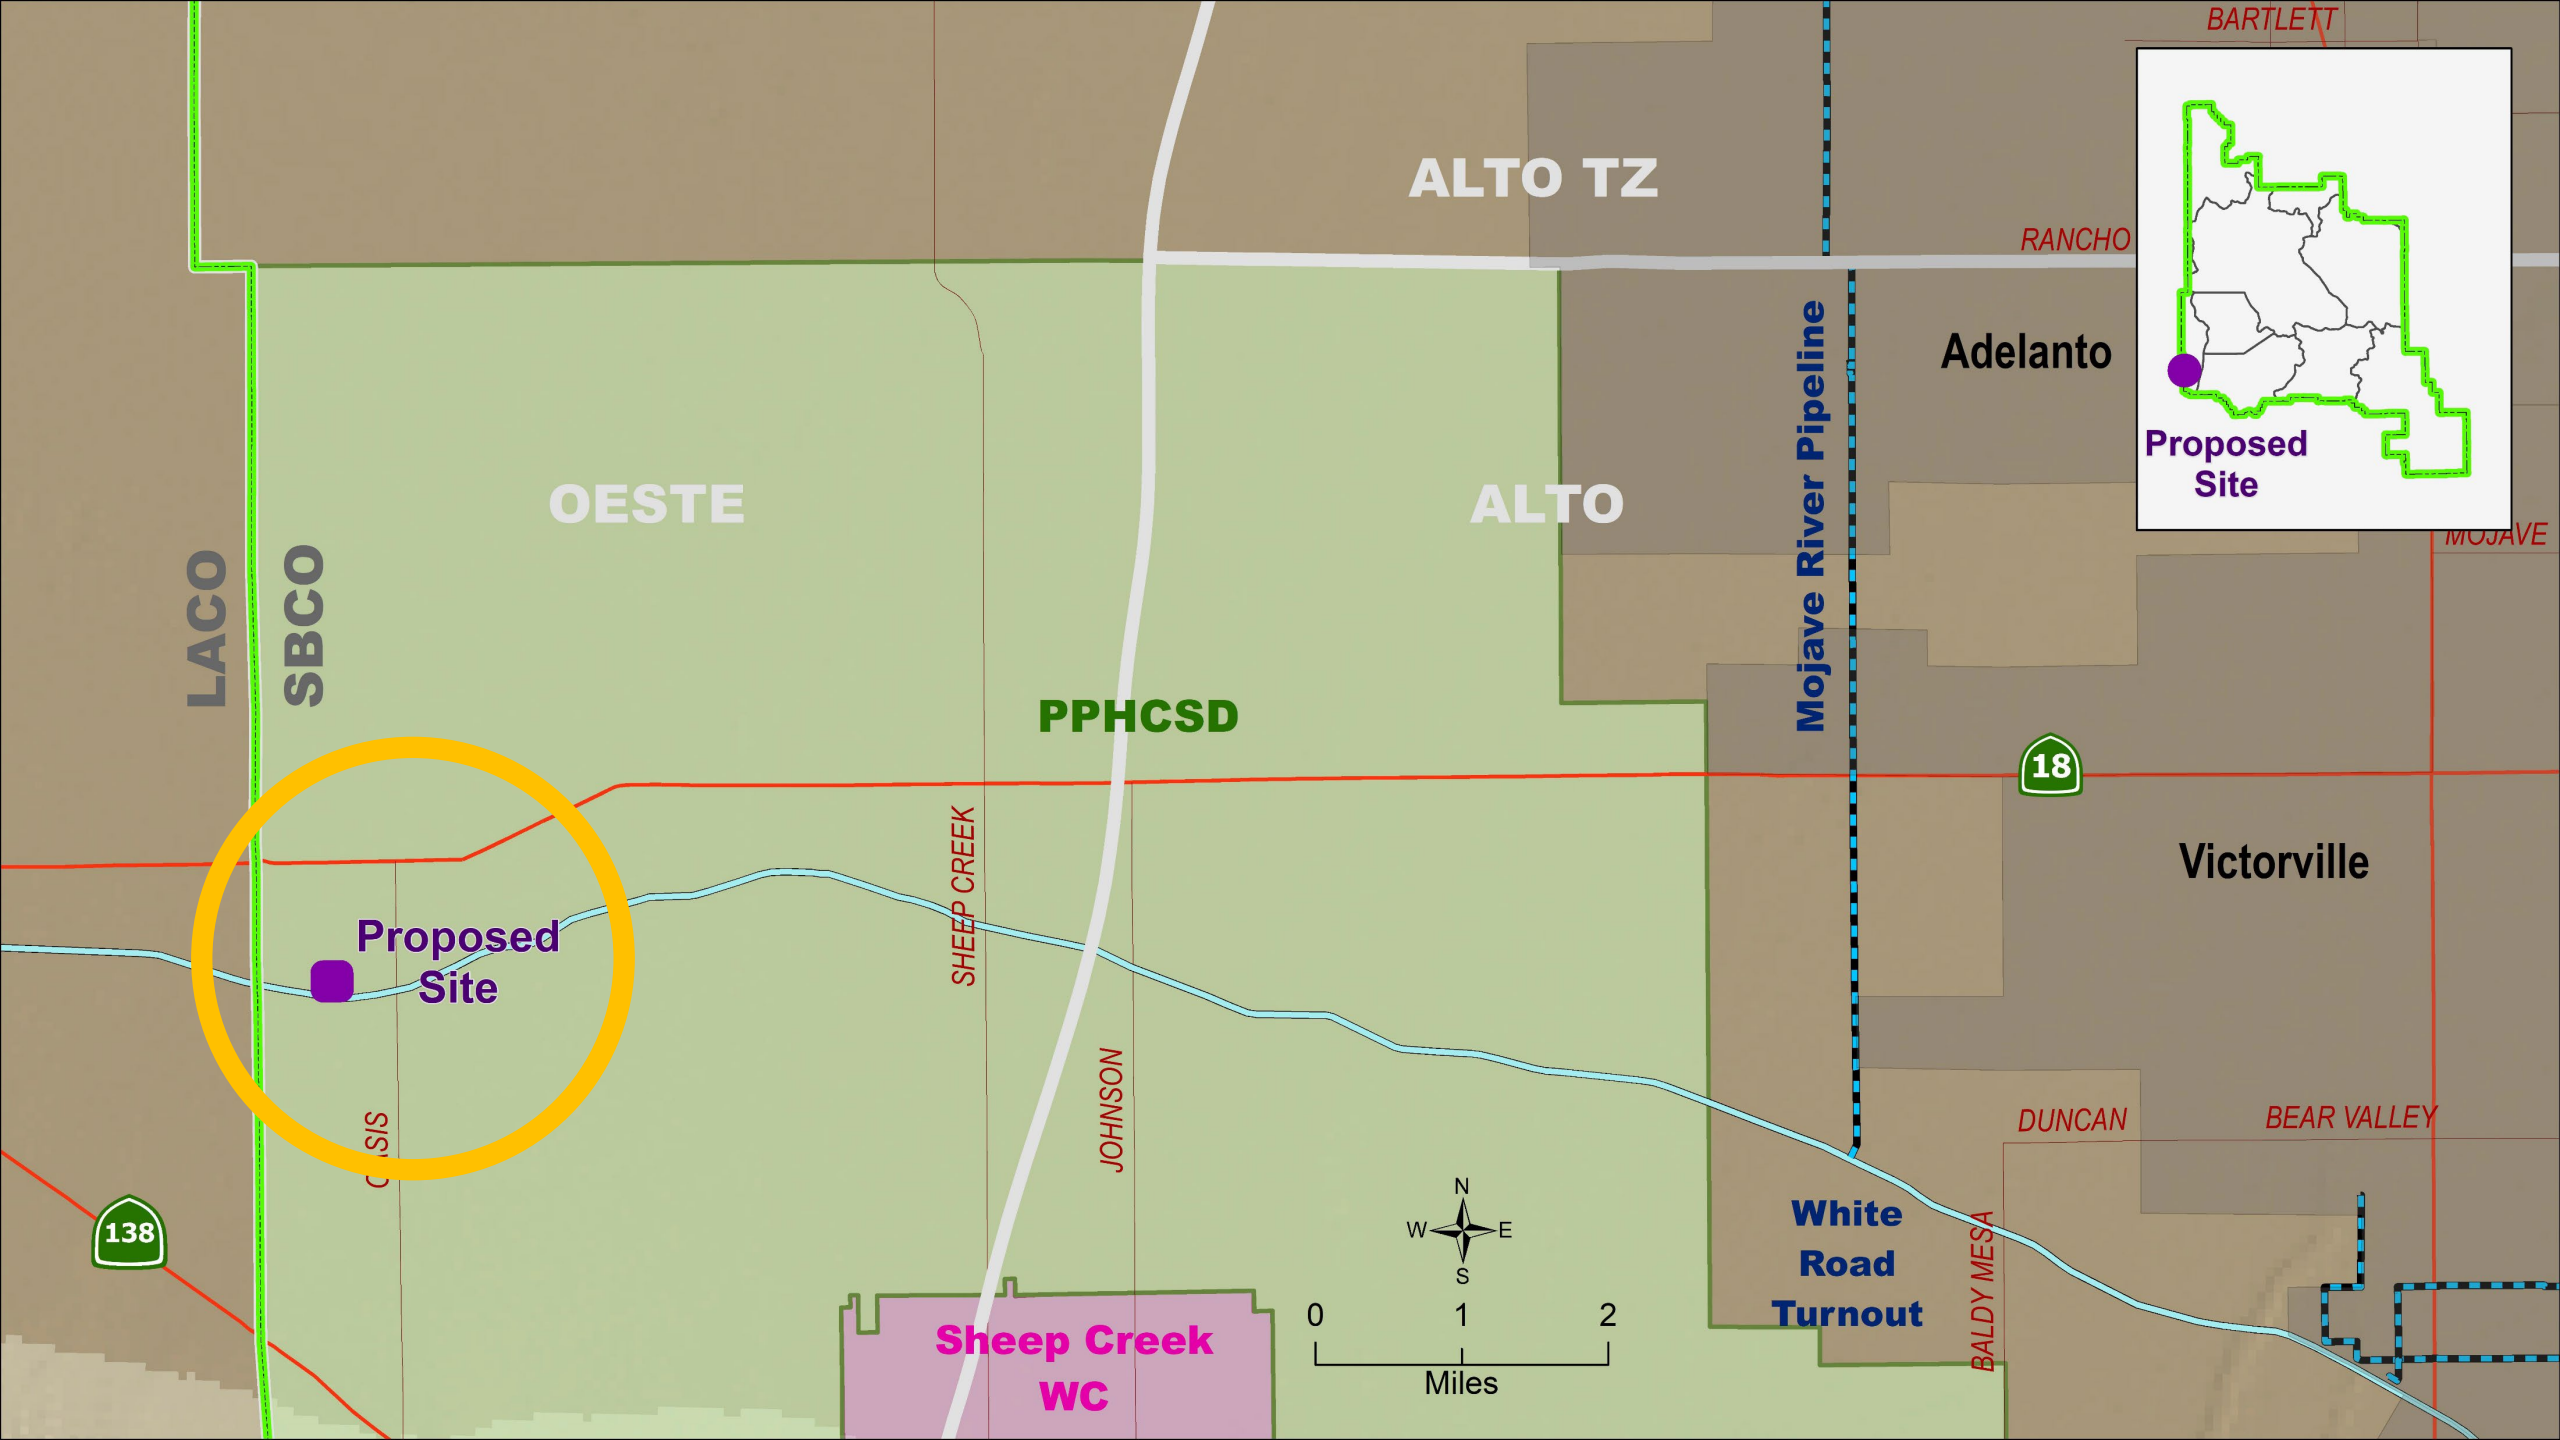 BARTLETT
ALTO TZ
RANCHO
Adelanto
Mojave River Pipeline
Proposed
Site
MOJAVE
OESTE
ALTO
LACO
SBCO
PPHCSD
18
Victorville
SHEEP CREEK
Proposed
Site
JOHNSON
OASIS
DUNCAN
BEAR VALLEY
138
N
W
E
S
White
Road
Turnout
BALDY MESA
0 1 2
Miles
Sheep Creek
WC